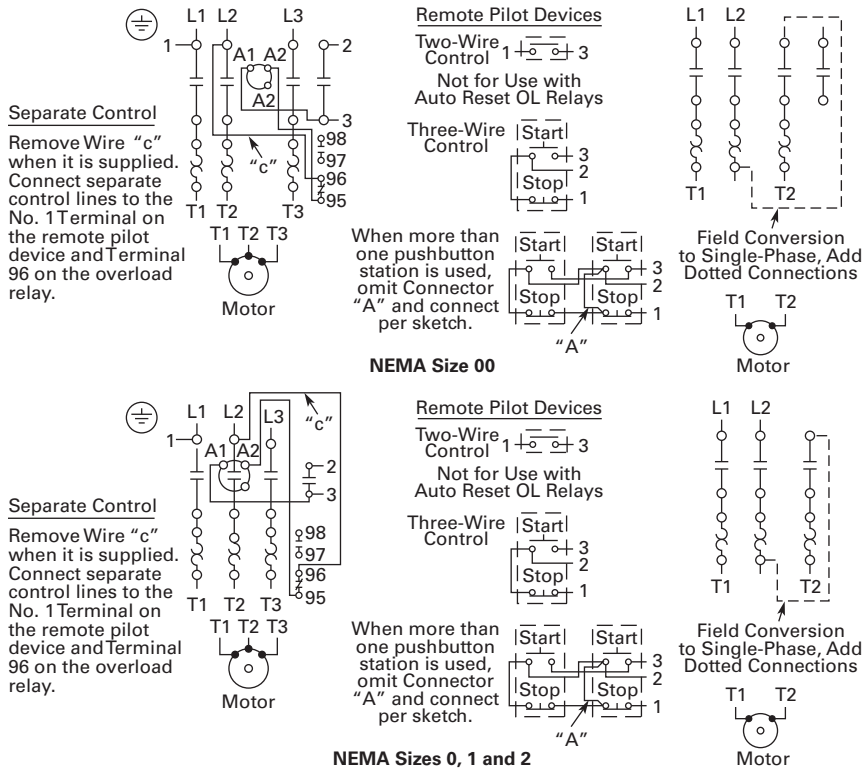 L1 L2 L3
1
2
A1 A2
A2
3
98
97
"c"
96
95
T1 T2 T3
T1 T2 T3
Motor
Separate Control
Remove Wire "c"
when it is supplied.
Connect separate
control lines to the
No. 1 Terminal on
the remote pilot
device and Terminal
96 on the overload
relay.
Remote Pilot Devices
Two-Wire
Control
1
3
Not for Use with
Auto Reset OL Relays
Three-Wire
Control
Start
3
2
Stop
1
When more than
one pushbutton
station is used,
omit Connector
"A" and connect
per sketch.
Start Start
3
2
Stop Stop
1
"A"
L1 L2
T1 T2
Field Conversion
to Single-Phase, Add
Dotted Connections
T1 T2
Motor
NEMA Size 00
L1 L2 L3
"c"
1
A1 A2
2
3
98
97
96
95
T1 T2 T3
T1 T2 T3
Motor
Separate Control
Remove Wire "c"
when it is supplied.
Connect separate
control lines to the
No. 1 Terminal on
the remote pilot
device and Terminal
96 on the overload
relay.
Remote Pilot Devices
Two-Wire
Control
1
3
Not for Use with
Auto Reset OL Relays
Three-Wire
Control
Start
3
2
Stop
1
When more than
one pushbutton
station is used,
omit Connector
"A" and connect
per sketch.
Start Start
3
2
Stop Stop
1
"A"
L1 L2
T1 T2
Field Conversion
to Single-Phase, Add
Dotted Connections
T1 T2
Motor
NEMA Sizes 0, 1 and 2